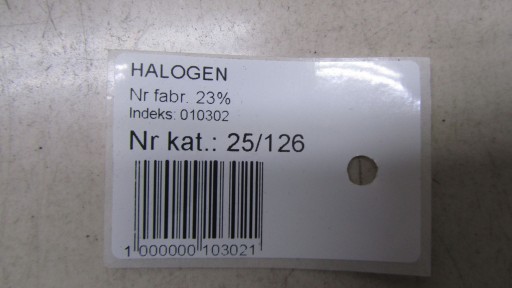 HALOGEN
Nr fabr. 23%
Indeks: 010302
Nr kat.: 25/126
1 000000 103021